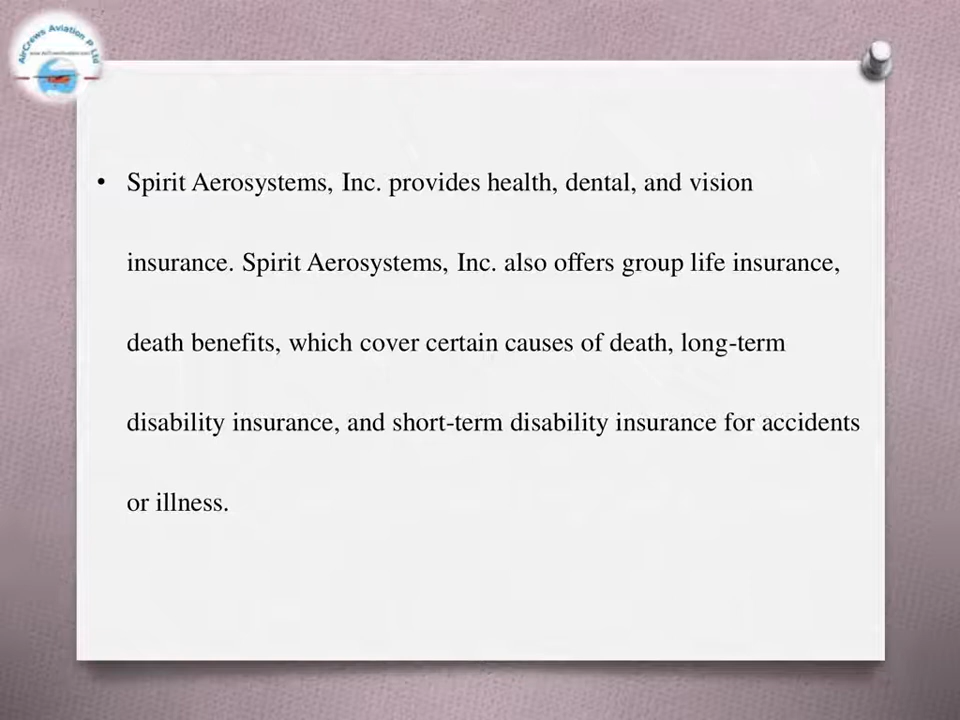 AirCrews Aviation P Ltd
• Spirit Aerosystems, Inc. provides health, dental, and vision
insurance. Spirit Aerosystems, Inc. also offers group life insurance,
death benefits, which cover certain causes of death, long-term
disability insurance, and short-term disability insurance for accidents
or illness.